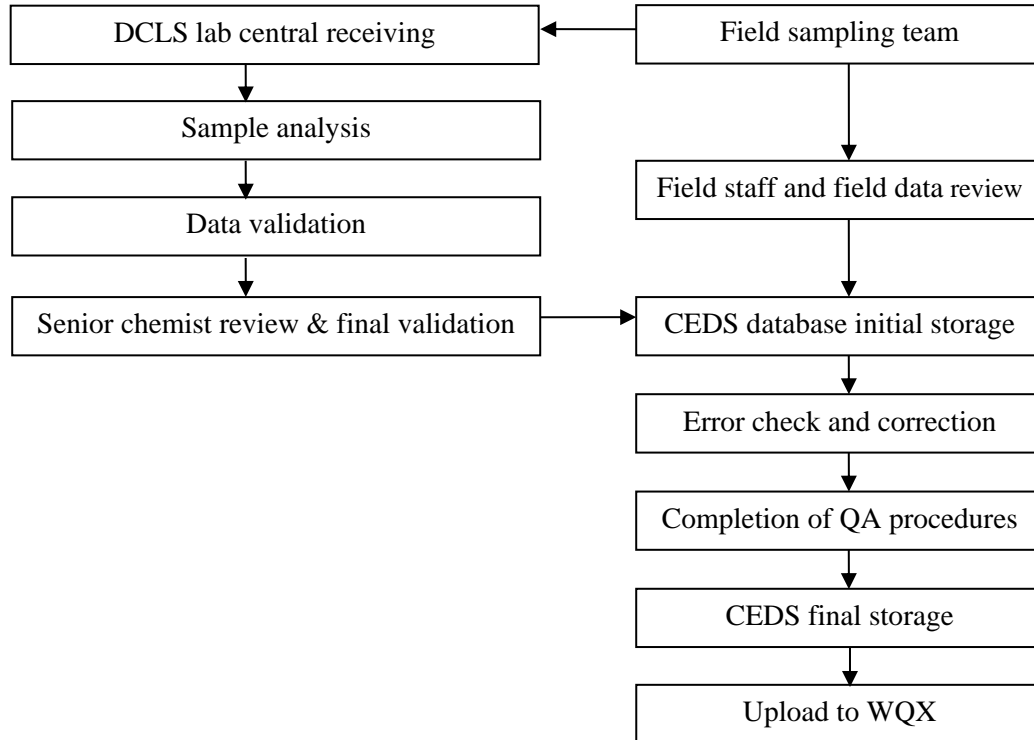 DCLS lab central receiving
Field sampling team
Sample analysis
Field staff and field data review
Data validation
Senior chemist review & final validation
CEDS database initial storage
Error check and correction
Completion of QA procedures
CEDS final storage
Upload to WQX